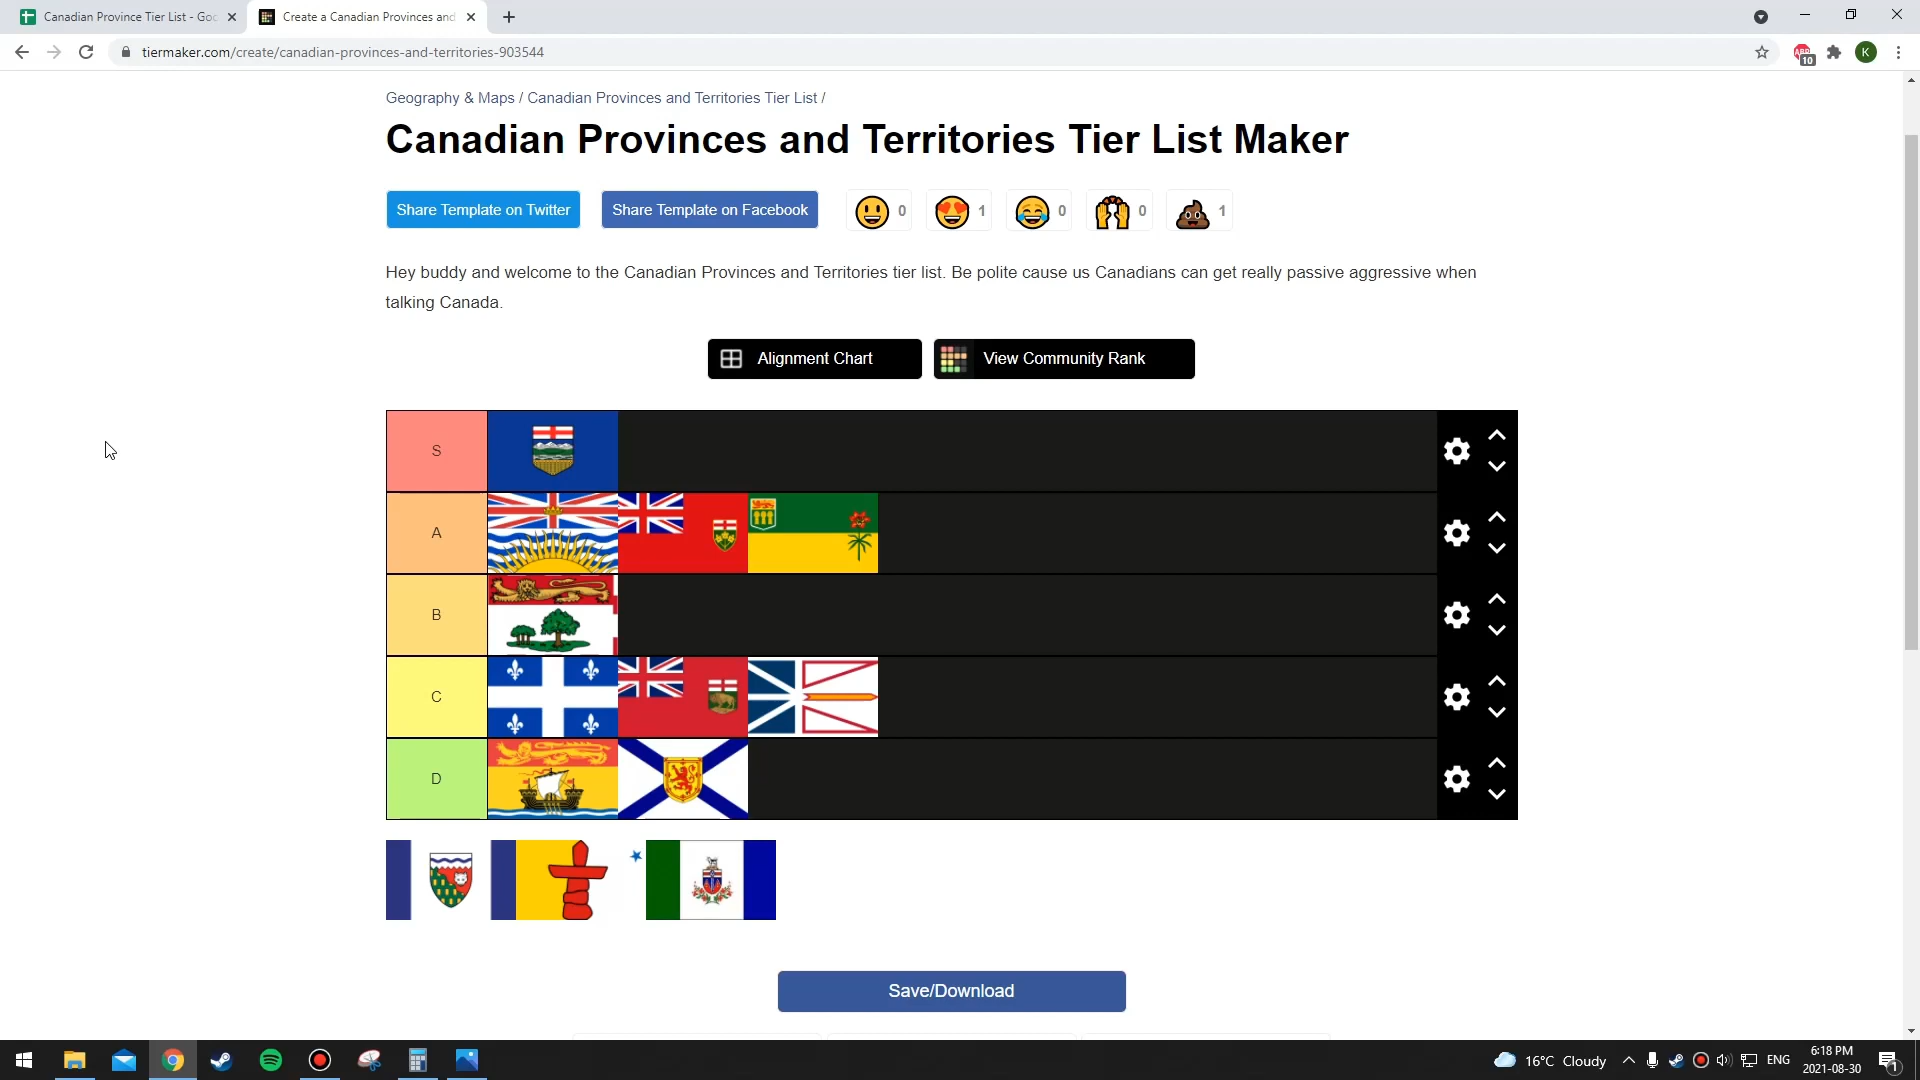 Canadian Province Tier List - Goo
Create a Canadian Provinces and
tiermaker.com/create/canadian-provinces-and-territories-903544
ABP
10
K
Geography & Maps / Canadian Provinces and Territories Tier List /
Canadian Provinces and Territories Tier List Maker
Share Template on Twitter
Share Template on Facebook
0
1
0
0
1
Hey buddy and welcome to the Canadian Provinces and Territories tier list. Be polite cause us Canadians can get really passive aggressive when
talking Canada.
Alignment Chart
View Community Rank
S
A
B
C
D
Save/Download
16°C Cloudy
ENG
6:18 PM
2021-08-30
1